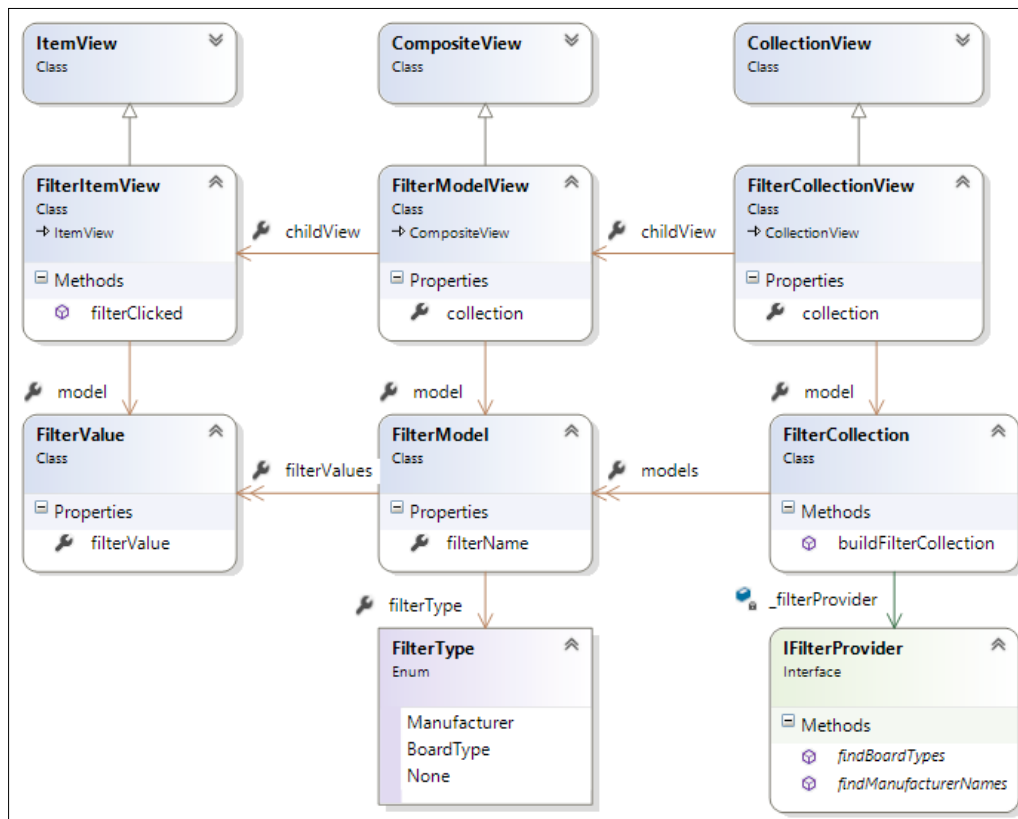 ItemView
Class
CompositeView
Class
CollectionView
Class
FilterItemView
Class
ItemView
Methods
filterClicked
childView
FilterModelView
Class
CompositeView
Properties
collection
childView
FilterCollectionView
Class
CollectionView
Properties
collection
model
model
model
FilterValue
Class
Properties
filterValue
filterValues
FilterModel
Class
Properties
filterName
models
FilterCollection
Class
Methods
buildFilterCollection
filterType
_filterProvider
FilterType
Enum
Manufacturer
BoardType
None
IFilterProvider
Interface
Methods
findBoardTypes
findManufacturerNames